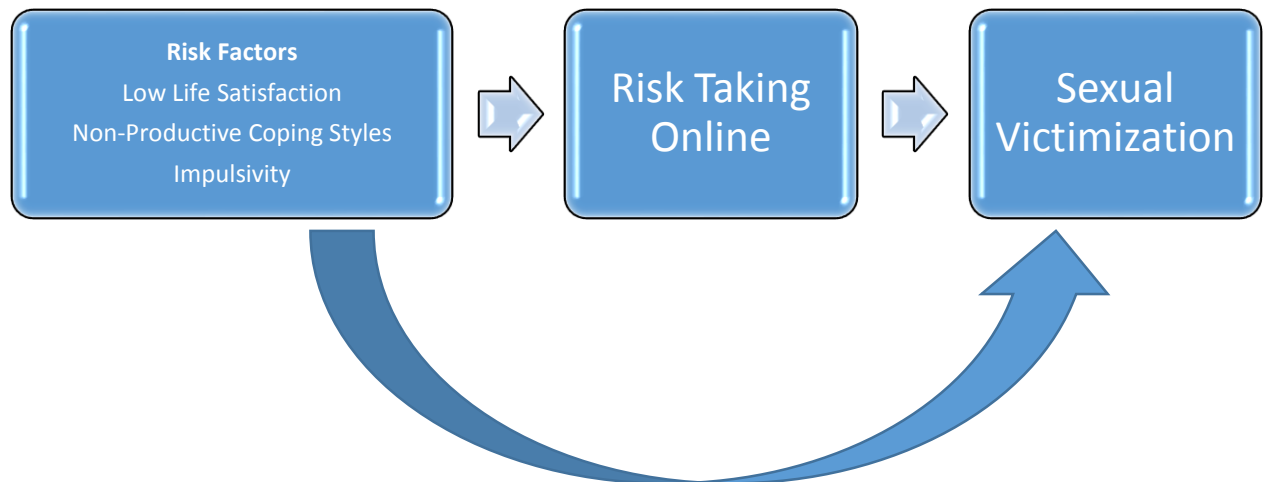 Risk Factors
Low Life Satisfaction
Non-Productive Coping Styles
Impulsivity
Risk Taking
Online
Sexual
Victimization